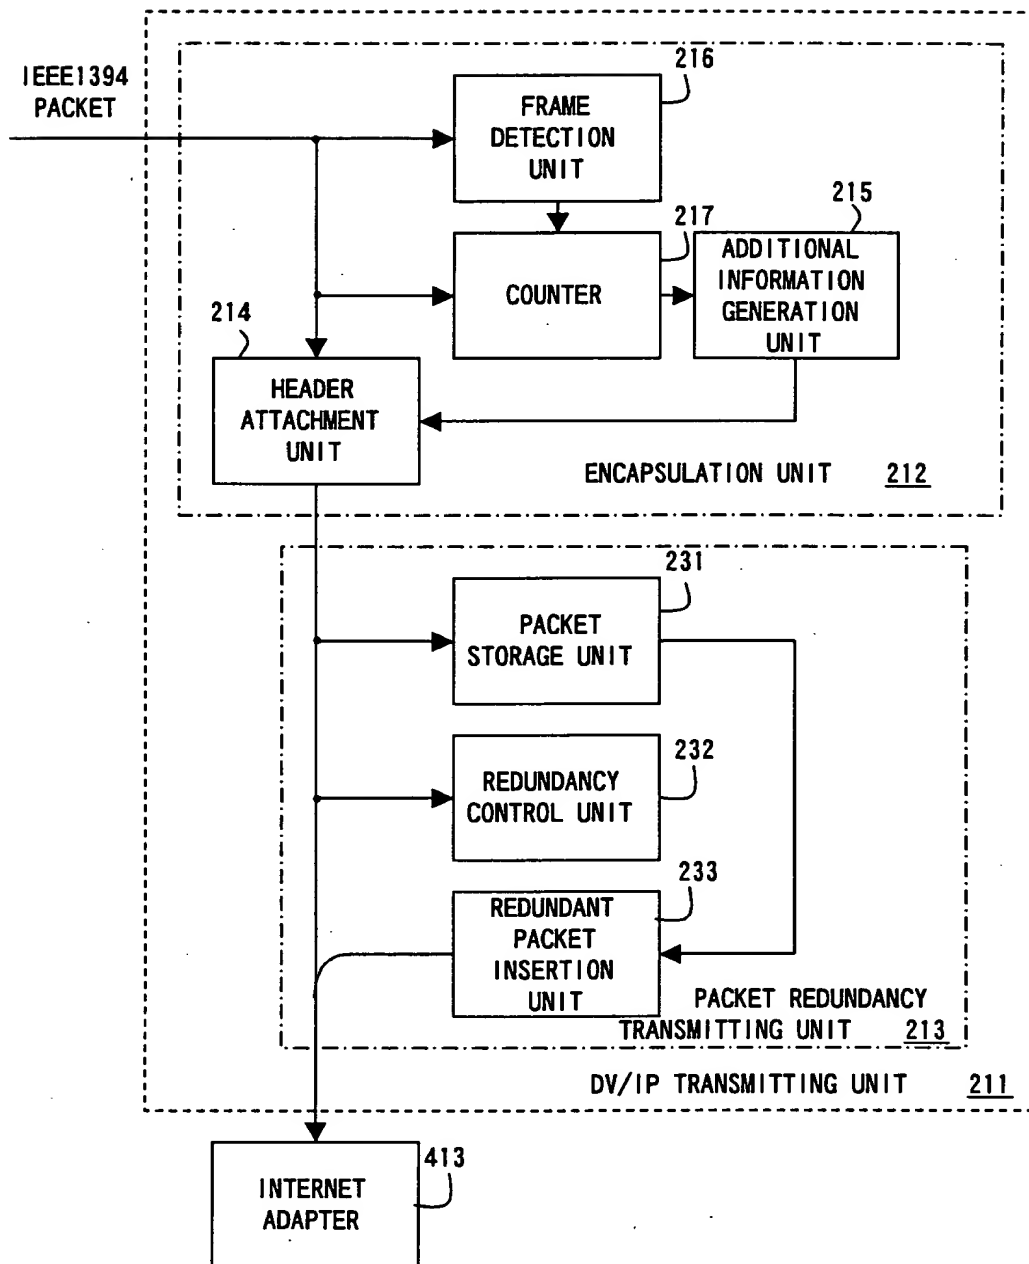 IEEE1394
PACKET
216
FRAME
DETECTION
UNIT
217
COUNTER
215
ADDITIONAL
INFORMATION
GENERATION
UNIT
214
HEADER
ATTACHMENT
UNIT
ENCAPSULATION UNIT 212
231
PACKET
STORAGE UNIT
232
REDUNDANCY
CONTROL UNIT
233
REDUNDANT
PACKET
INSERTION
UNIT
PACKET REDUNDANCY
TRANSMITTING UNIT 213
DV/IP TRANSMITTING UNIT 211
413
INTERNET
ADAPTER